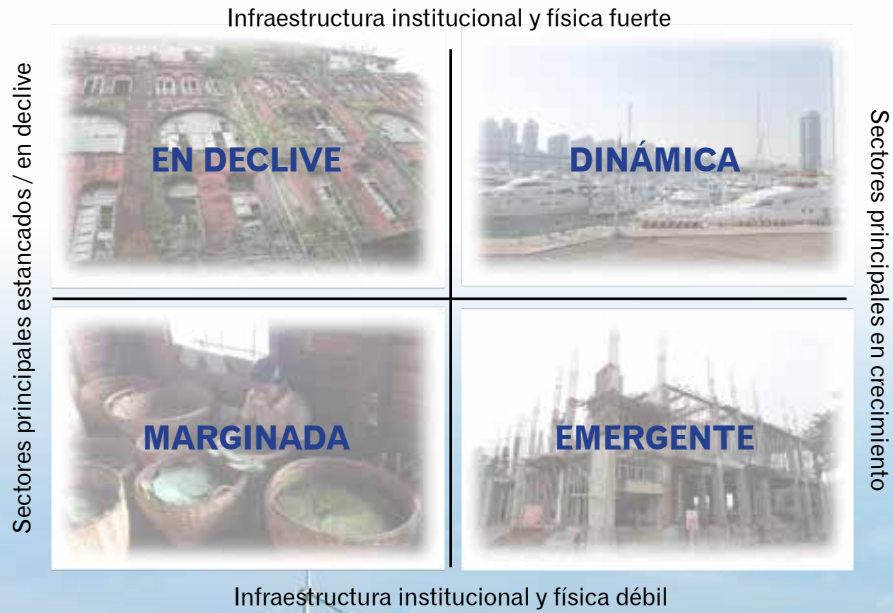 Infraestructura institucional y física fuerte
Sectores principales estancados / en declive
EN DECLIVE
DINÁMICA
Sectores principales en crecimiento
MARGINADA
EMERGENTE
Infraestructura institucional y física débil